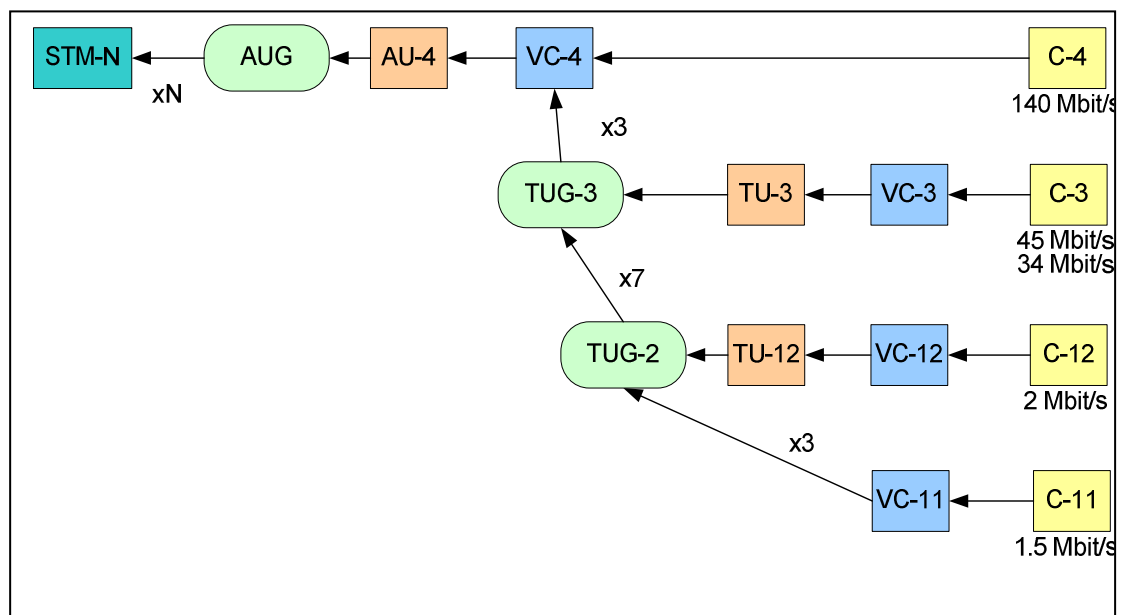 STM-N AUG AU-4 VC-4 C-4
xN
140 Mbit/s
x3
TUG-3 TU-3 VC-3 C-3
45 Mbit/s
34 Mbit/s
x7
TUG-2 TU-12 VC-12 C-12
2 Mbit/s
x3
VC-11 C-11
1.5 Mbit/s